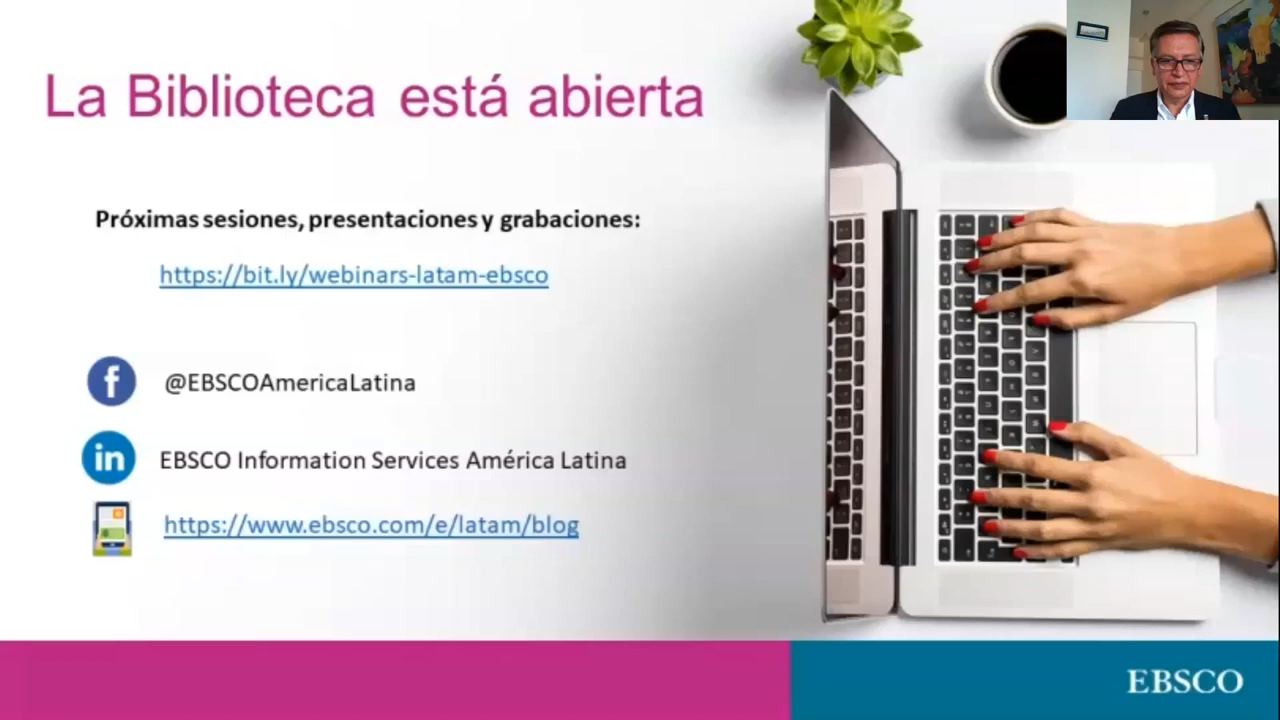 La Biblioteca está abierta
Próximas sesiones, presentaciones y grabaciones:
https://bit.ly/webinars-latam-ebsco
@EBSCOAmericaLatina
in EBSCO Information Services América Latina
https://www.ebsco.com/e/latam/blog
EBSCO